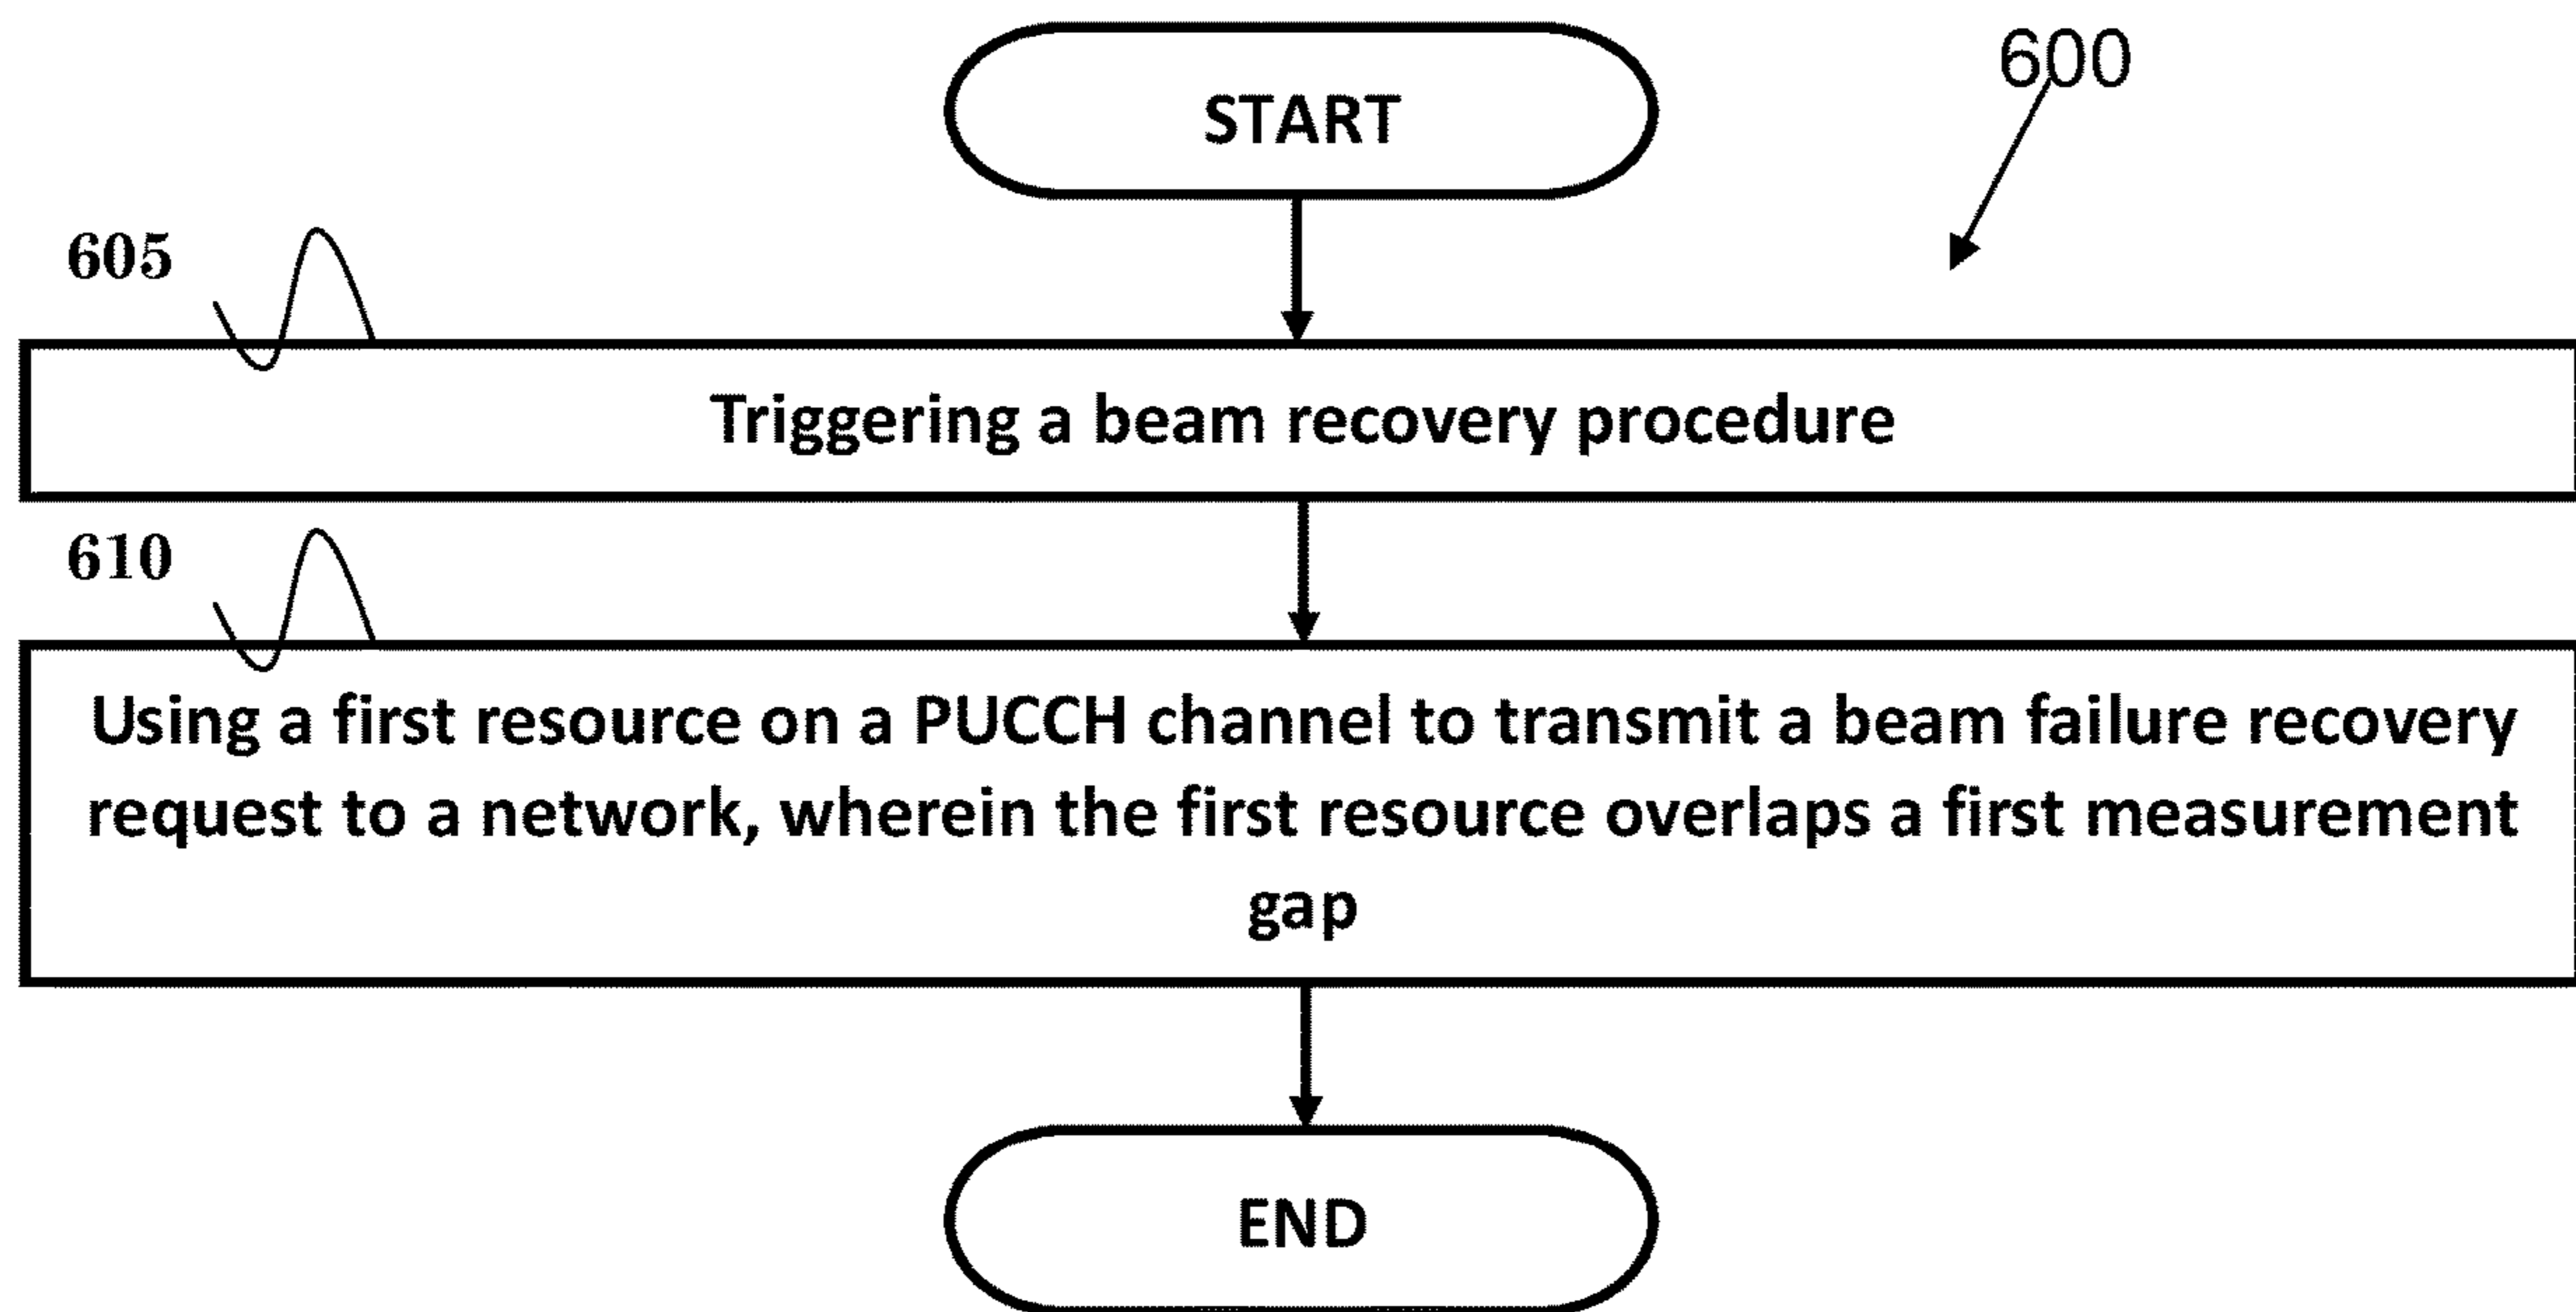 START
600
605
Triggering a beam recovery procedure
610
Using a first resource on a PUCCH channel to transmit a beam failure recovery
request to a network, wherein the first resource overlaps a first measurement
gap
END